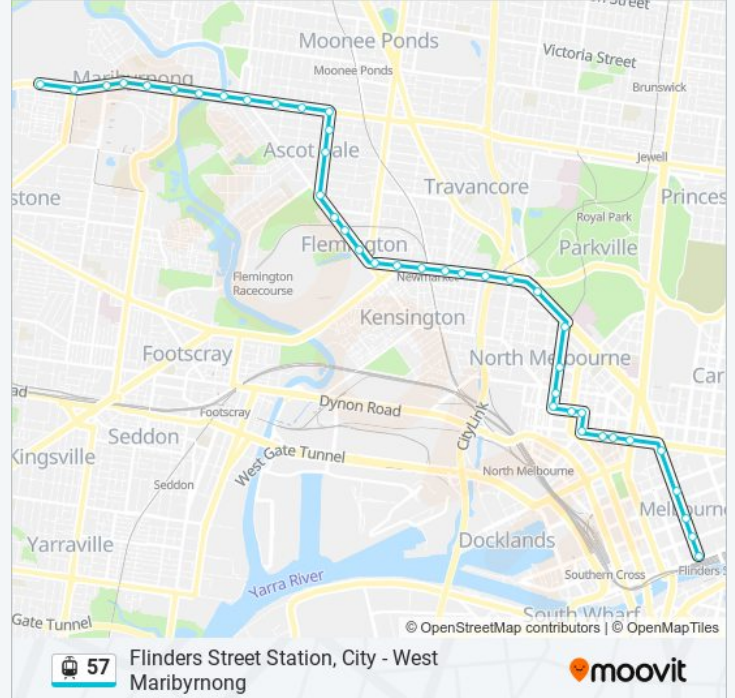 Street
Moonee Ponds
Victoria Street
Maribyrnong
Moonee Ponds
Brunswick
Ascot Vale
Jewell
Travancore
stone
Princes
Royal Park
Flemington
Parkville
Flemington
Racecourse
Newmarket
Kensington
Footscray
North Melbourne
Car
ad
Dynon Road
Footscray
CityLink
Seddon
Kingsville
West Gate Tunnel
North Melbourne
Seddon
Melbourne
Yarraville
Docklands
Yarra River
Southern Cross
Flinders S
South Wharf
Gate Tunnel
© OpenStreetMap contributors | © OpenMapTiles
57
Flinders Street Station, City - West
Maribyrnong
moovit